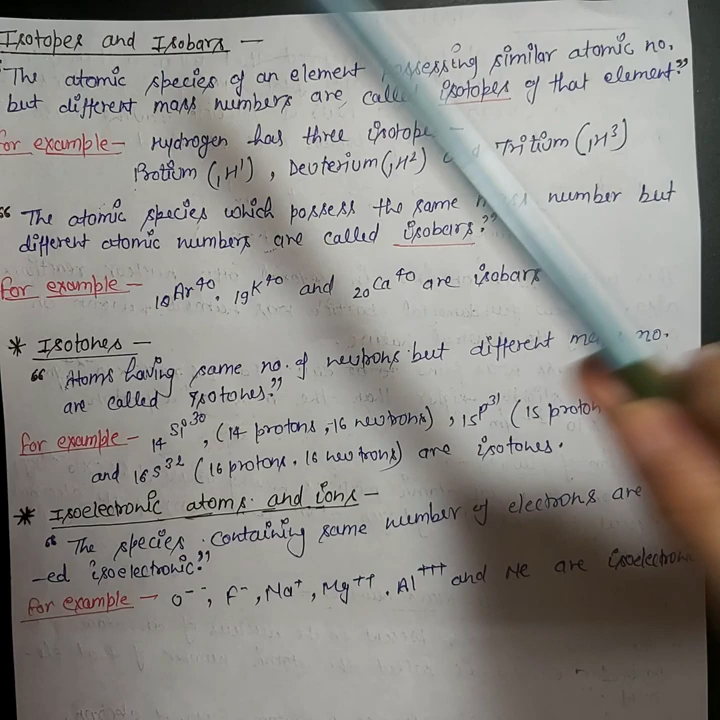 Isotopes and Isobars —
"The atomic species of an element possessing similar atomic no.
but different mass numbers are called isotopes of that element."
for example - Hydrogen has three isotope -
Protium (₁H¹), Deuterium (₁H²) Tritium (₁H³)
"The atomic species which possess the same number but
different atomic numbers are called isobars."
for example - ₁₈Ar⁴⁰, ₁₉K⁴⁰ and ₂₀Ca⁴⁰ are isobars
* Isotones —
"Atoms having same no. of neutrons but different no.
are called Isotones."
for example - ₁₄ ³⁰, (14 protons, 16 neutrons), ₁₅P³¹ (15 proton
and ₁₆S³² (16 protons, 16 neutrons) are isotones.
* Isoelectronic atoms and ions —
"The species containing same number of electrons are
-ed isoelectronic."
for example - O⁻⁻, F⁻, Na⁺, Mg⁺⁺, Al⁺⁺⁺ and Ne are isoelectron